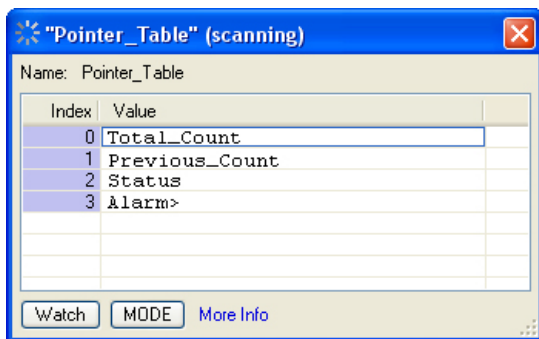 "Pointer_Table" (scanning)
Name: Pointer_Table
Index Value
0 Total_Count
1 Previous_Count
2 Status
3 Alarm>
Watch MODE More Info